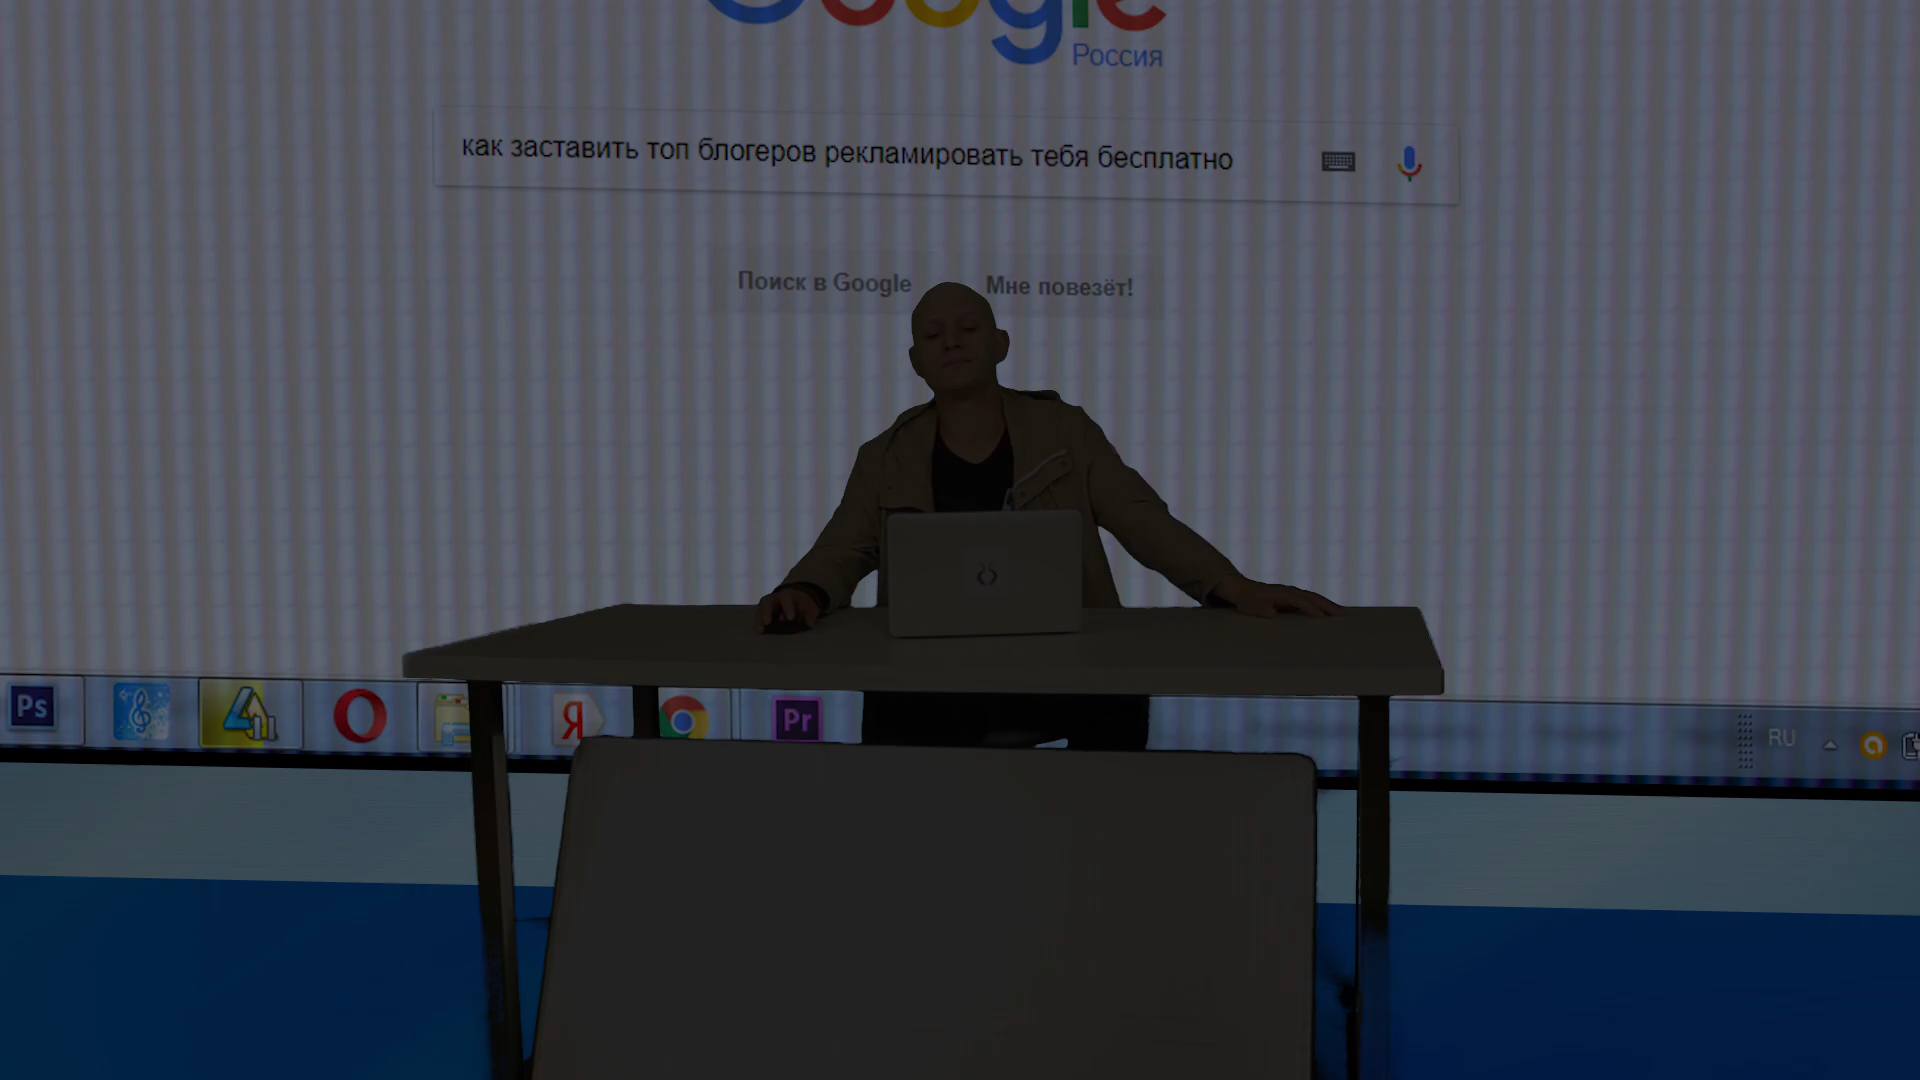 Google
Россия
как заставить топ блогеров рекламировать тебя бесплатно
Поиск в Google
Мне повезёт!
Ps
Я
Pr
RU